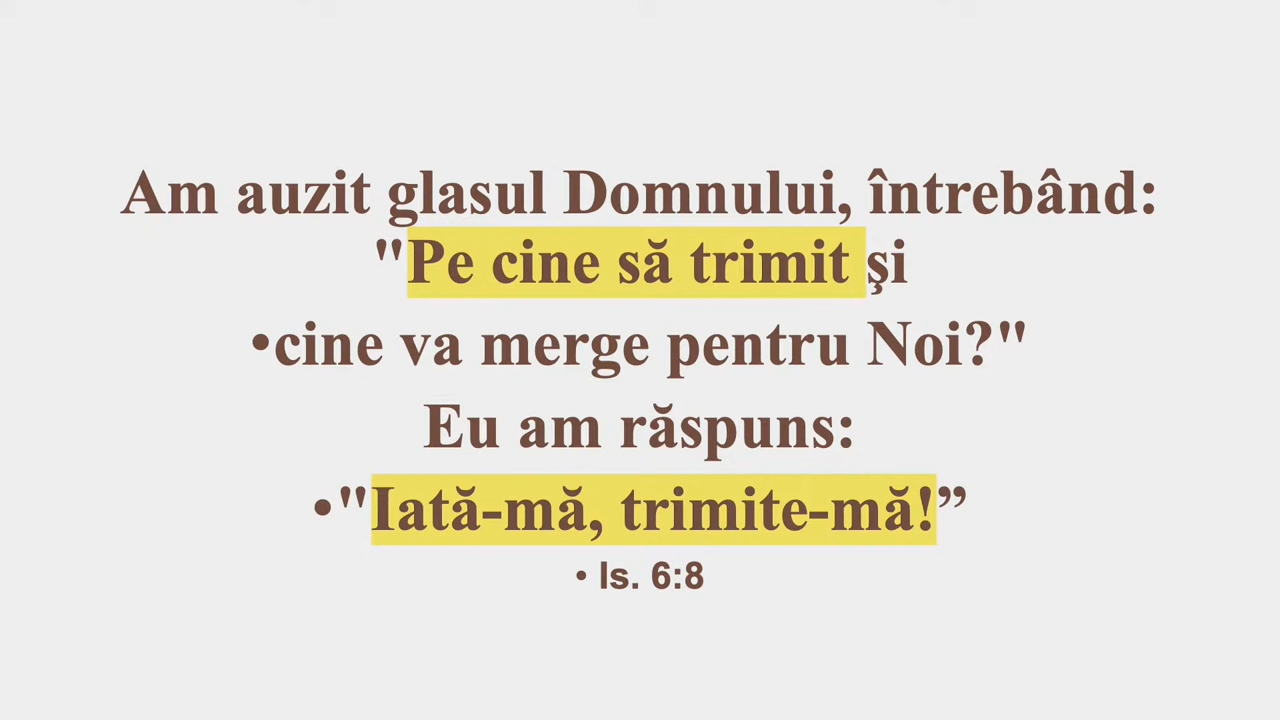 Am auzit glasul Domnului, întrebând:
"Pe cine să trimit şi
•cine va merge pentru Noi?"
Eu am răspuns:
•"Iată-mă, trimite-mă!”
• Is. 6:8